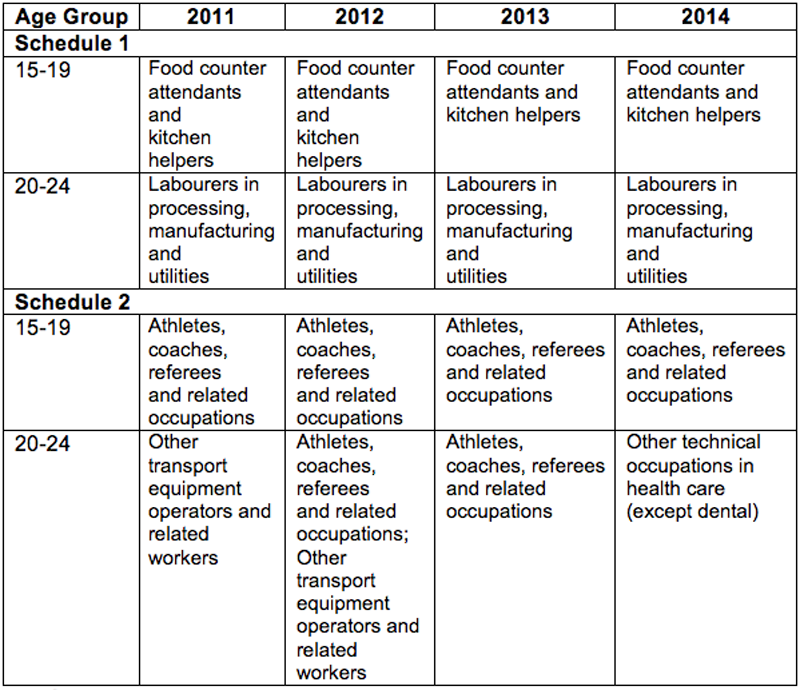 Age Group 2011 2012 2013 2014
Schedule 1
15-19 Food counter Food counter Food counter Food counter
attendants attendants attendants and attendants and
and and kitchen helpers kitchen helpers
kitchen kitchen
helpers helpers
20-24 Labourers in Labourers in Labourers in Labourers in
processing, processing, processing, processing,
manufacturing manufacturing manufacturing manufacturing
and and and and
utilities utilities utilities utilities
Schedule 2
15-19 Athletes, Athletes, Athletes, Athletes,
coaches, coaches, coaches, referees coaches, referees
referees referees and related and related
and related and related occupations occupations
occupations occupations
20-24 Other Athletes, Athletes, Other technical
transport coaches, coaches, referees occupations in
equipment referees and related health care
operators and and related occupations (except dental)
related occupations;
workers Other
transport
equipment
operators and
related
workers